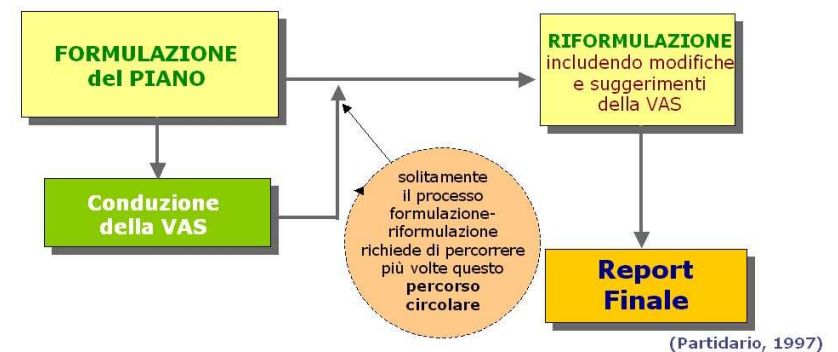 FORMULAZIONE
del PIANO
RIFORMULAZIONE
includendo modifiche
e suggerimenti
della VAS
Conduzione
della VAS
solitamente
il processo
formulazione-
riformulazione
richiede di percorrere
più volte questo
percorso
circolare
Report
Finale
(Partidario, 1997)